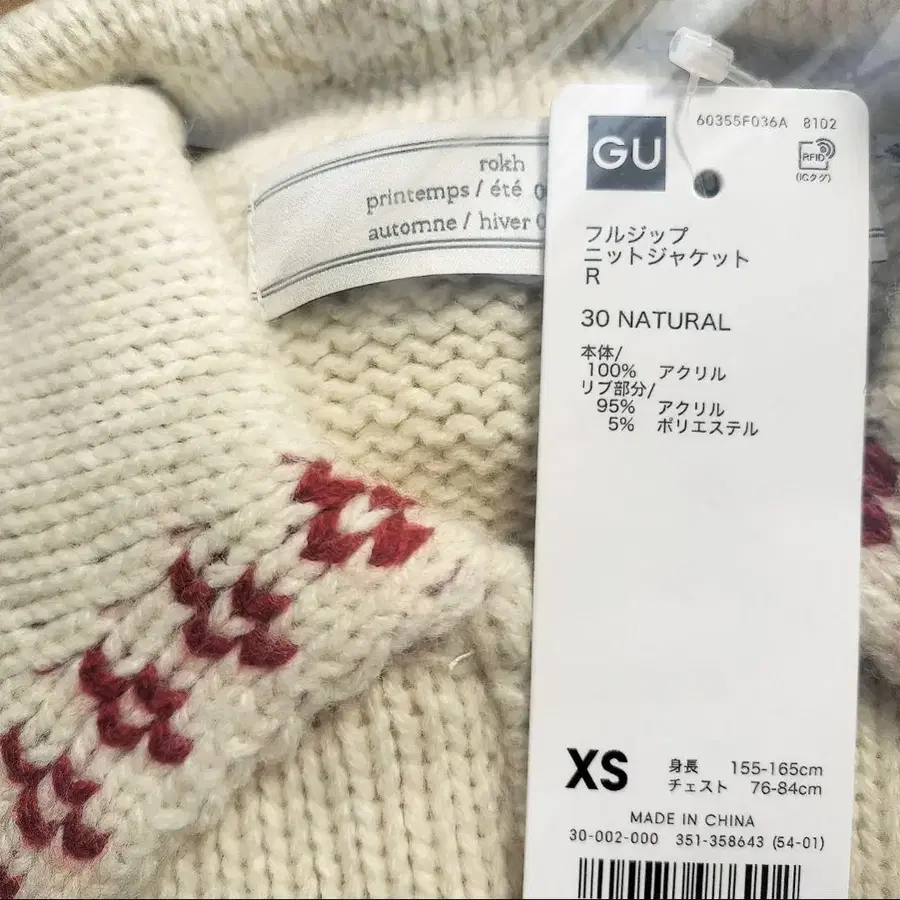 rokh
printemps / été
automne / hiver
GU
60355F036A 8102
RFID
(ICタグ)
フルジップ
ニットジャケット
R
30 NATURAL
本体/
100% アクリル
リブ部分/
95% アクリル
5% ポリエステル
XS
身長 155-165cm
チェスト 76-84cm
MADE IN CHINA
30-002-000 351-358643 (54-01)